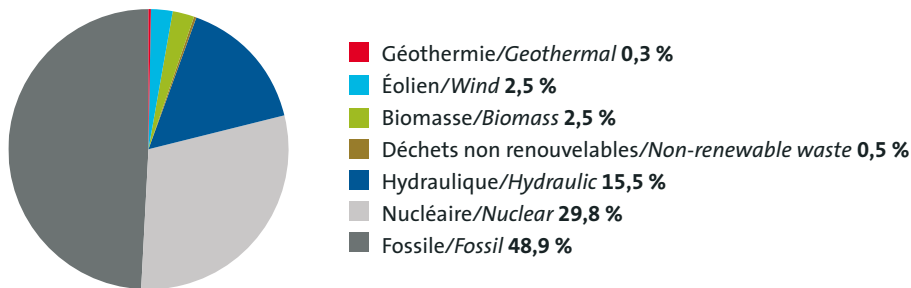 Géothermie/Geothermal 0,3 %
Éolien/Wind 2,5 %
Biomasse/Biomass 2,5 %
Déchets non renouvelables/Non-renewable waste 0,5 %
Hydraulique/Hydraulic 15,5 %
Nucléaire/Nuclear 29,8 %
Fossile/Fossil 48,9 %